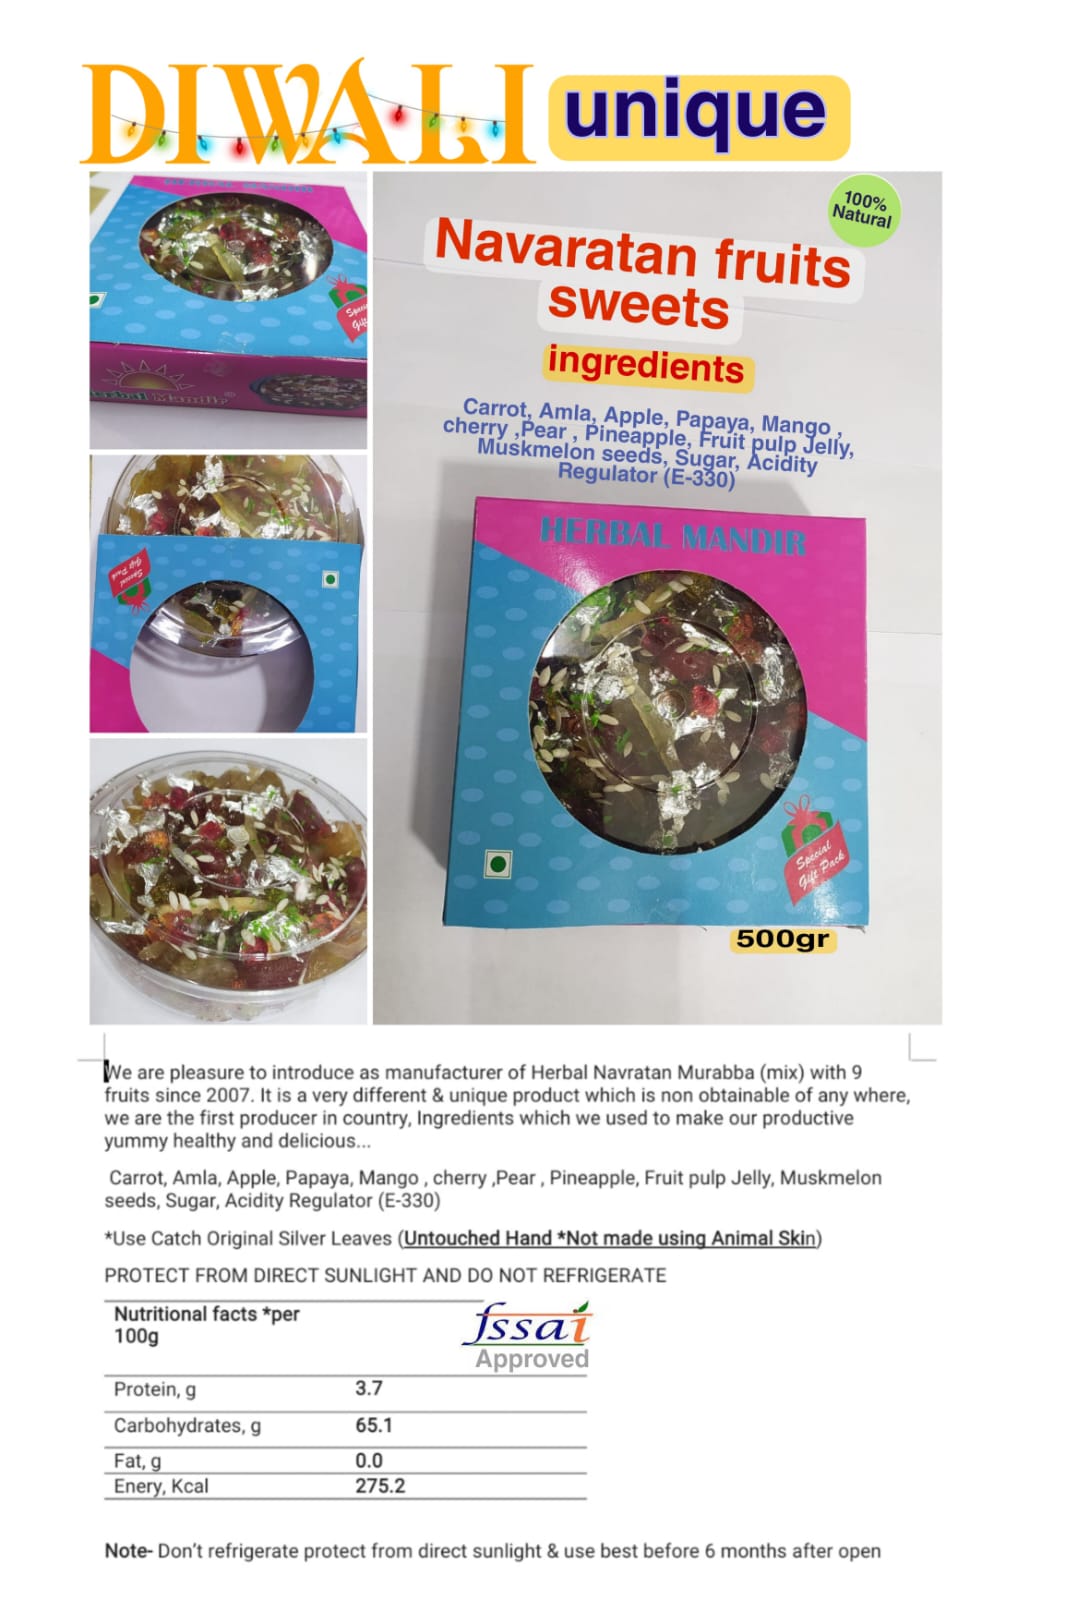 DIWALI unique
HERBAL MANDIR
Special
Herbal Mandir®
Special
Gift Pack
100%
Natural
Navaratan fruits
sweets
ingredients
Carrot, Amla, Apple, Papaya, Mango ,
cherry ,Pear , Pineapple, Fruit pulp Jelly,
Muskmelon seeds, Sugar, Acidity
Regulator (E-330)
HERBAL MANDIR
Special
Gift Pack
500gr
We are pleasure to introduce as manufacturer of Herbal Navratan Murabba (mix) with 9
fruits since 2007. It is a very different & unique product which is non obtainable of any where,
we are the first producer in country, Ingredients which we used to make our productive
yummy healthy and delicious...
Carrot, Amla, Apple, Papaya, Mango , cherry ,Pear , Pineapple, Fruit pulp Jelly, Muskmelon
seeds, Sugar, Acidity Regulator (E-330)
*Use Catch Original Silver Leaves (Untouched Hand *Not made using Animal Skin)
PROTECT FROM DIRECT SUNLIGHT AND DO NOT REFRIGERATE
Nutritional facts *per
100g
fssai
Approved
Protein, g 3.7
Carbohydrates, g 65.1
Fat, g 0.0
Enery, Kcal 275.2
Note- Don't refrigerate protect from direct sunlight & use best before 6 months after open